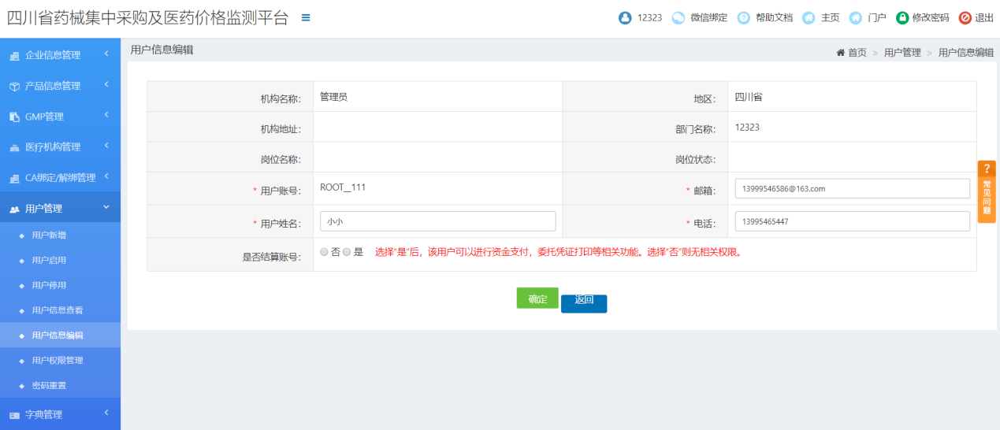 四川省药械集中采购及医药价格监测平台
12323 微信绑定 帮助文档 主页 门户 修改密码 退出
企业信息管理
产品信息管理
GMP管理
医疗机构管理
CA绑定/解绑管理
用户管理
用户新增
用户启用
用户停用
用户信息查看
用户信息编辑
用户权限管理
密码重置
字典管理
用户信息编辑
首页 > 用户管理 > 用户信息编辑
机构名称: 管理员 地区: 四川省
机构地址: 部门名称: 12323
岗位名称: 岗位状态:
* 用户账号: ROOT__111 * 邮箱: 13999546586@163.com
* 用户姓名: 小小 * 电话: 13995465447
是否结算账号: 否 是 选择"是"后，该用户可以进行资金支付，委托凭证打印等相关功能。选择"否"则无相关权限。
确定 返回
?
常见问题